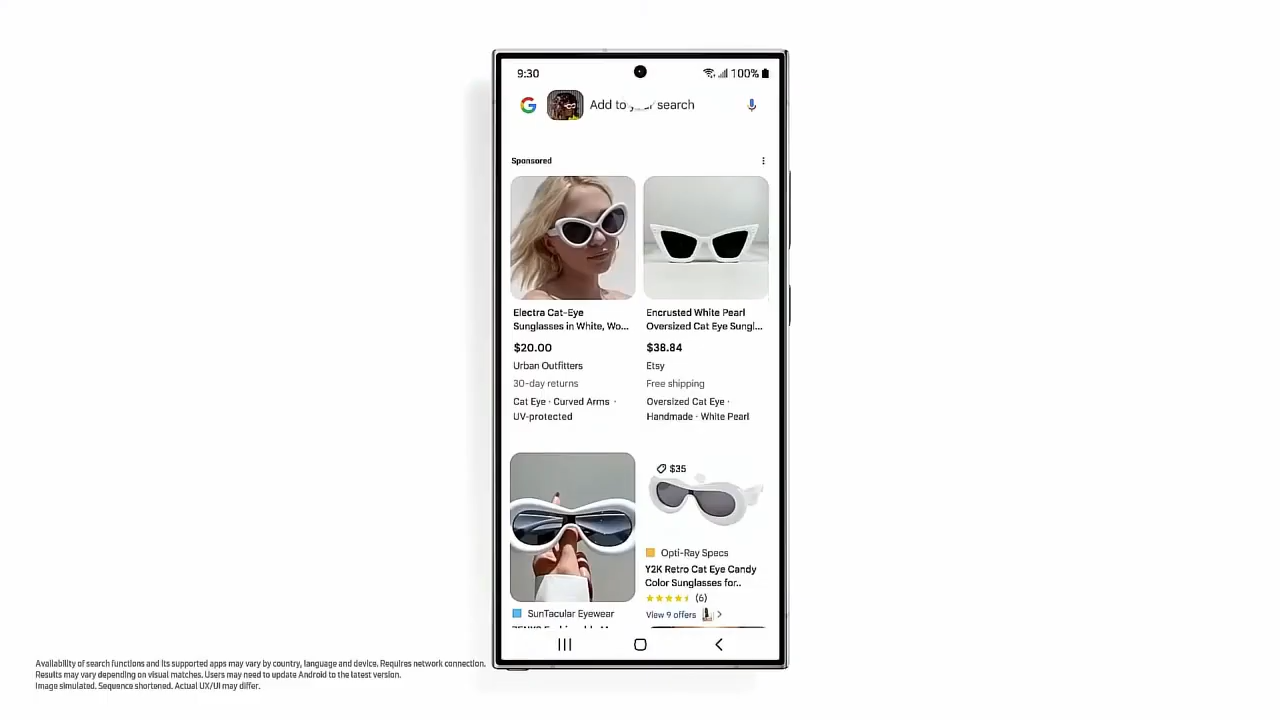 9:30
100%
Add to your search
Sponsored
Electra Cat-Eye
Sunglasses in White, Wo...
$20.00
Urban Outfitters
30-day returns
Cat Eye · Curved Arms ·
UV-protected
Encrusted White Pearl
Oversized Cat Eye Sungl...
$38.84
Etsy
Free shipping
Oversized Cat Eye ·
Handmade · White Pearl
SunTacular Eyewear
$35
Opti-Ray Specs
Y2K Retro Cat Eye Candy
Color Sunglasses for..
(6)
View 9 offers
Availability of search functions and its supported apps may vary by country, language and device. Requires network connection.
Results may vary depending on visual matches. Users may need to update Android to the latest version.
Image simulated. Sequence shortened. Actual UX/UI may differ.